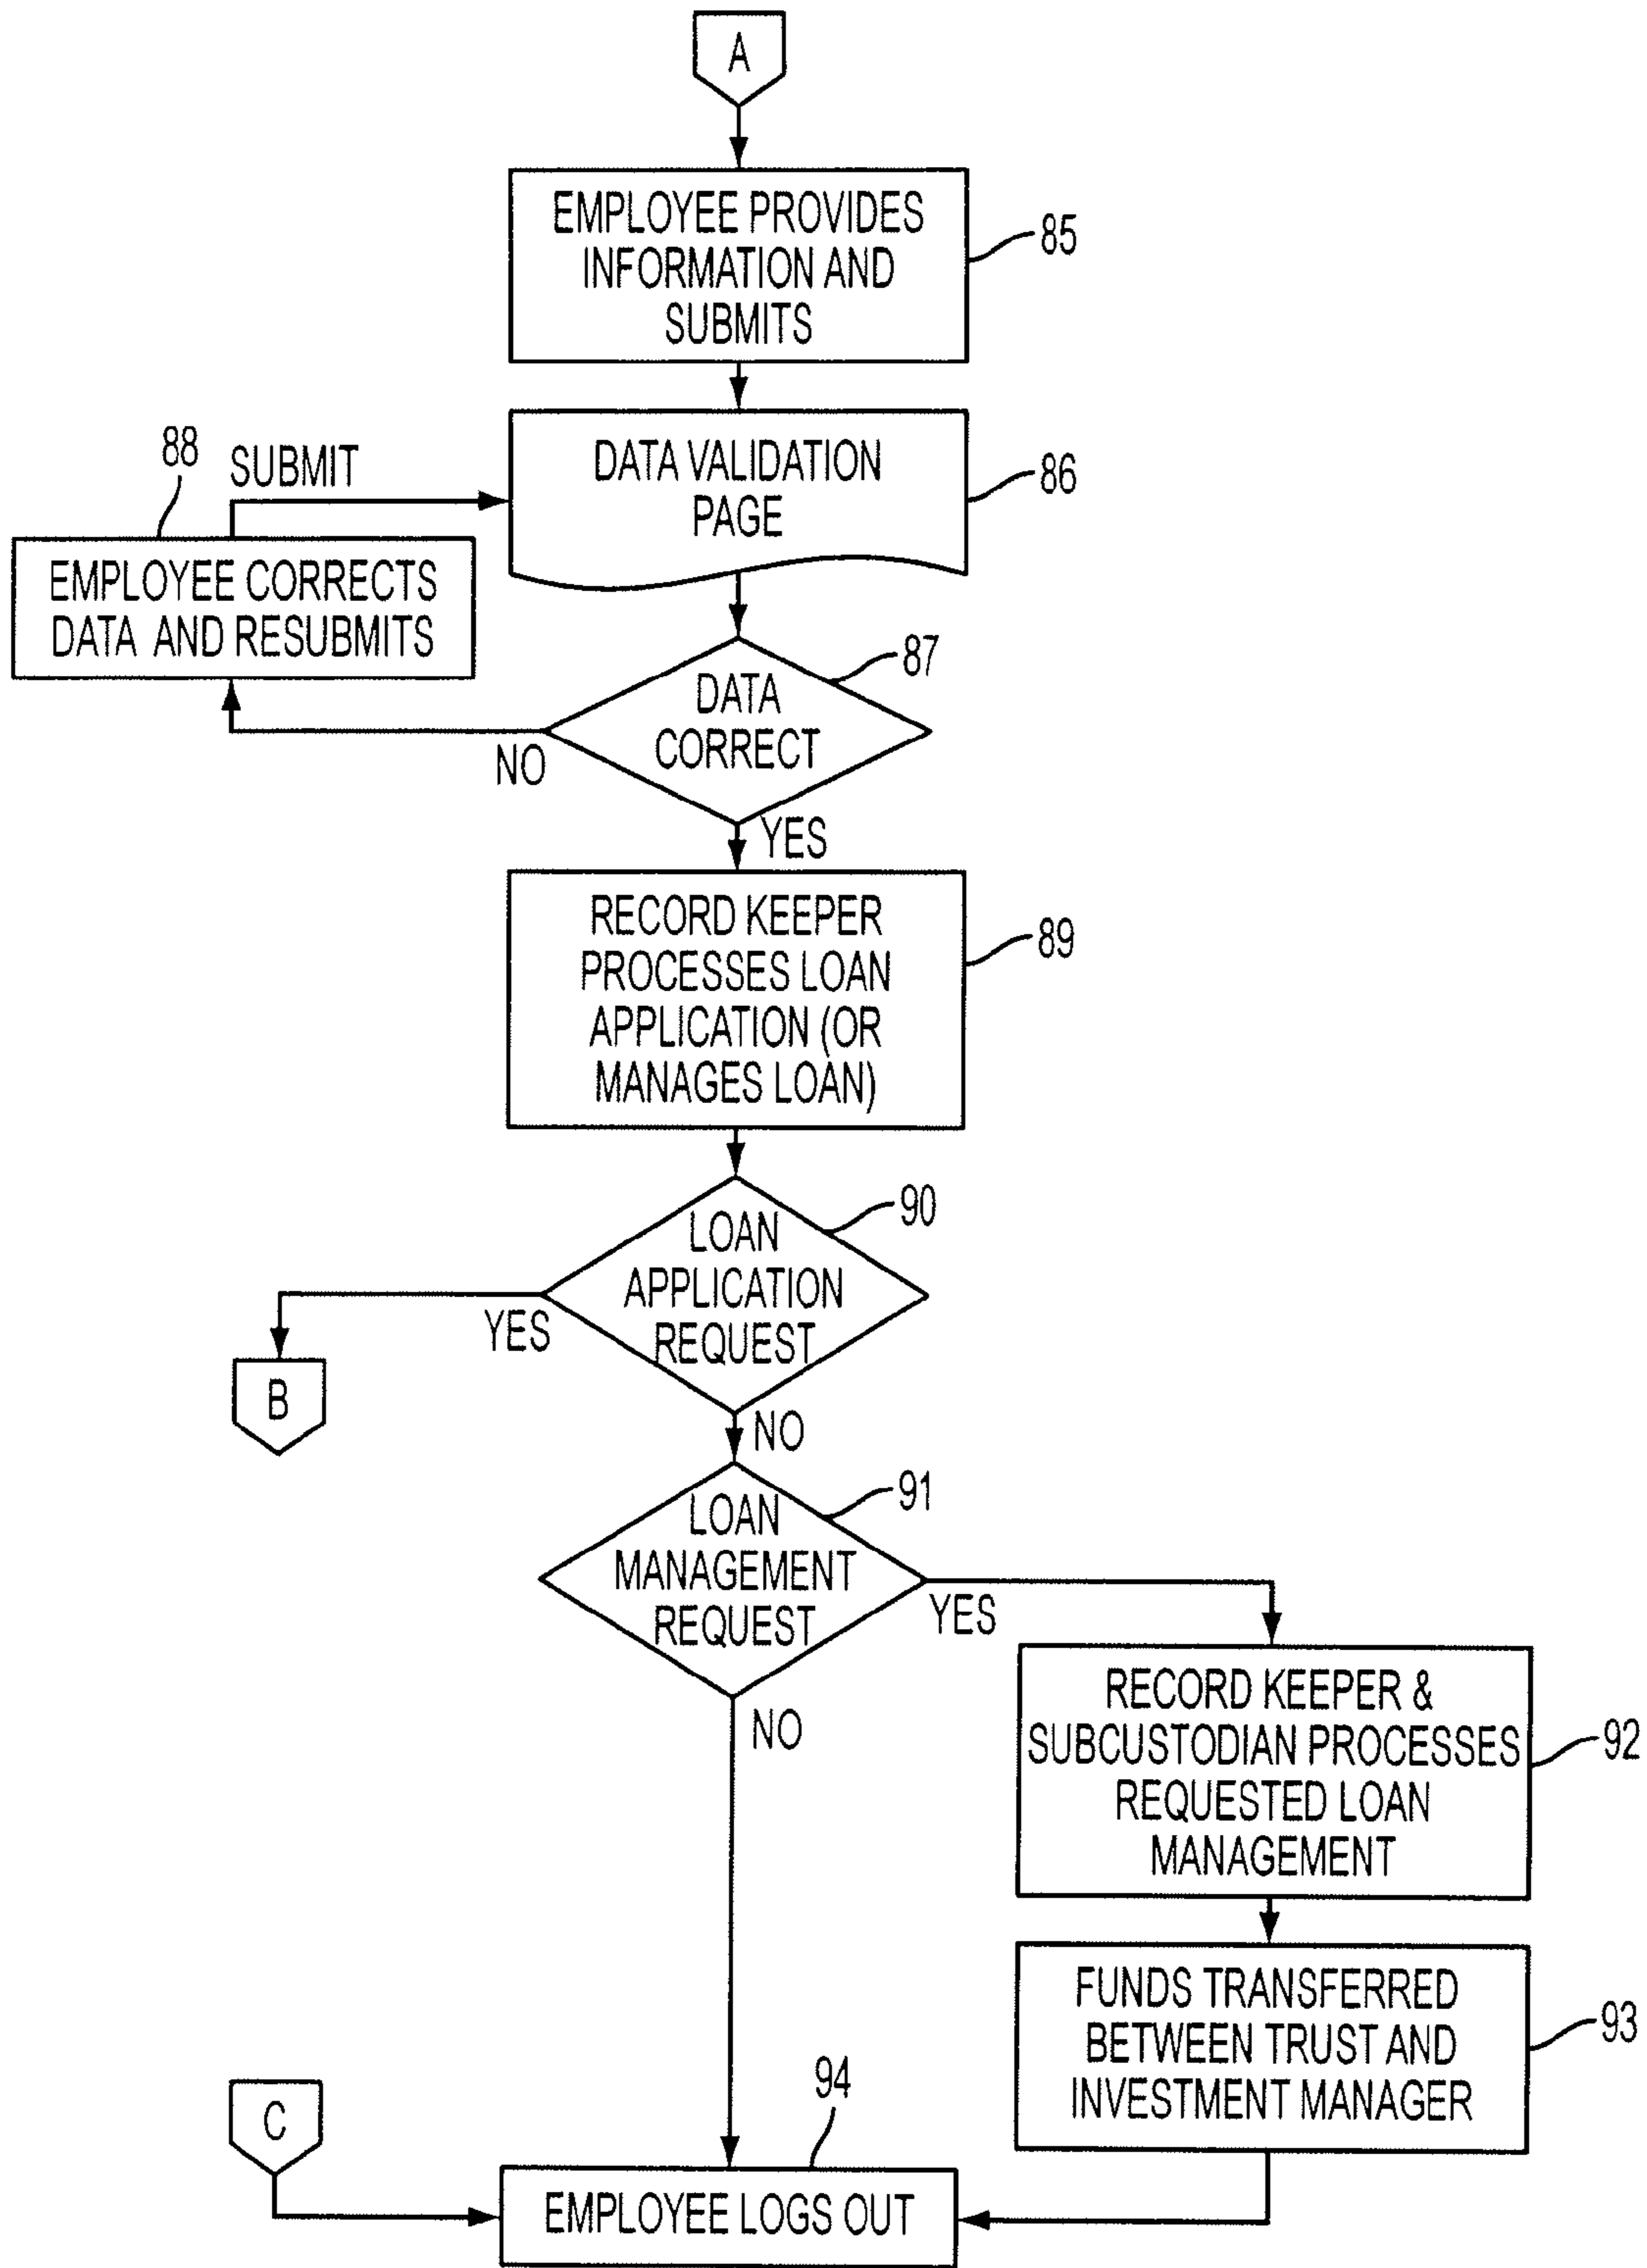 A
EMPLOYEE PROVIDES
INFORMATION AND
SUBMITS
85
88
SUBMIT
DATA VALIDATION
PAGE
86
EMPLOYEE CORRECTS
DATA AND RESUBMITS
87
DATA
CORRECT
NO
YES
RECORD KEEPER
PROCESSES LOAN
APPLICATION (OR
MANAGES LOAN)
89
90
LOAN
APPLICATION
REQUEST
YES
B
NO
91
LOAN
MANAGEMENT
REQUEST
YES
NO
RECORD KEEPER &
SUBCUSTODIAN PROCESSES
REQUESTED LOAN
MANAGEMENT
92
FUNDS TRANSFERRED
BETWEEN TRUST AND
INVESTMENT MANAGER
93
C
94
EMPLOYEE LOGS OUT